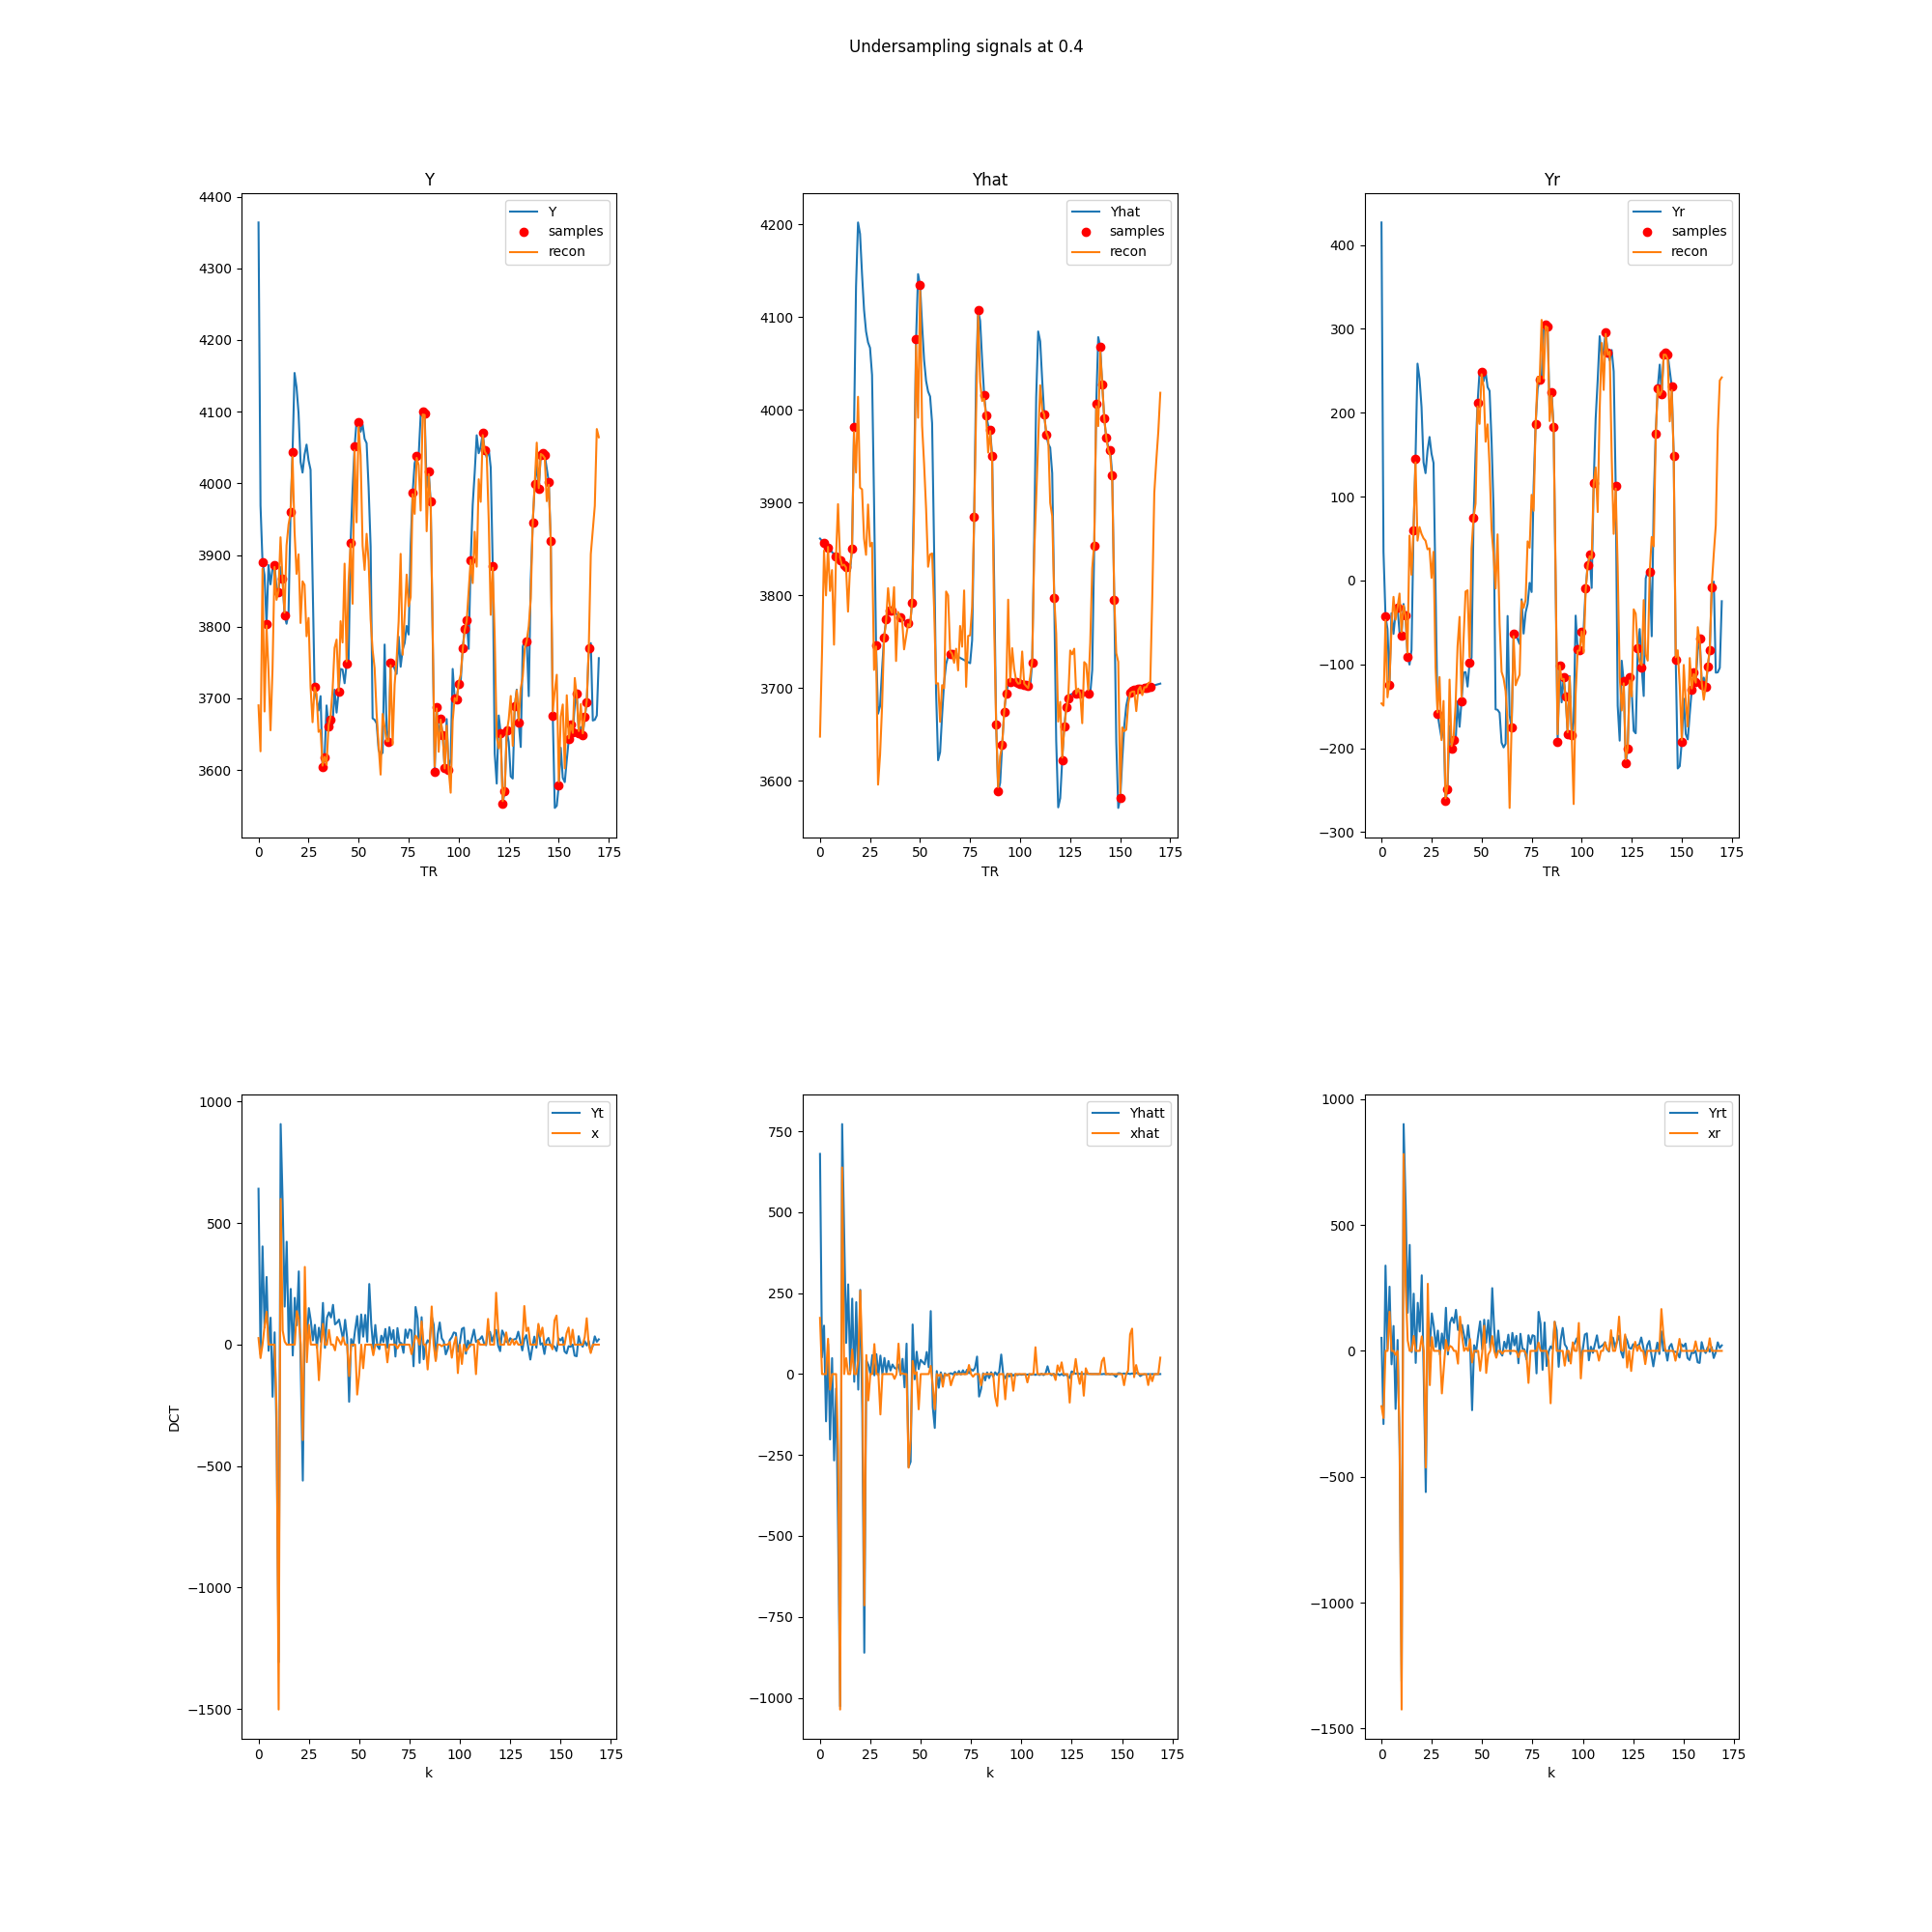 Undersampling signals at 0.4
Y
4400
4300
4200
4100
4000
3900
3800
3700
3600
0 25 50 75 100 125 150 175
TR
Y
samples
recon
Yhat
4200
4100
4000
3900
3800
3700
3600
0 25 50 75 100 125 150 175
TR
Yhat
samples
recon
Yr
400
300
200
100
0
−100
−200
−300
0 25 50 75 100 125 150 175
TR
Yr
samples
recon
DCT
1000
500
0
−500
−1000
−1500
0 25 50 75 100 125 150 175
k
Yt
x
750
500
250
0
−250
−500
−750
−1000
0 25 50 75 100 125 150 175
k
Yhatt
xhat
1000
500
0
−500
−1000
−1500
0 25 50 75 100 125 150 175
k
Yrt
xr